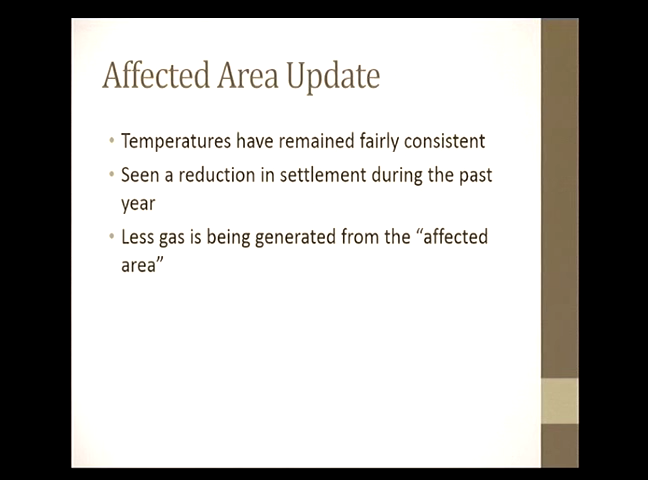 Affected Area Update
• Temperatures have remained fairly consistent
• Seen a reduction in settlement during the past
year
• Less gas is being generated from the “affected
area”